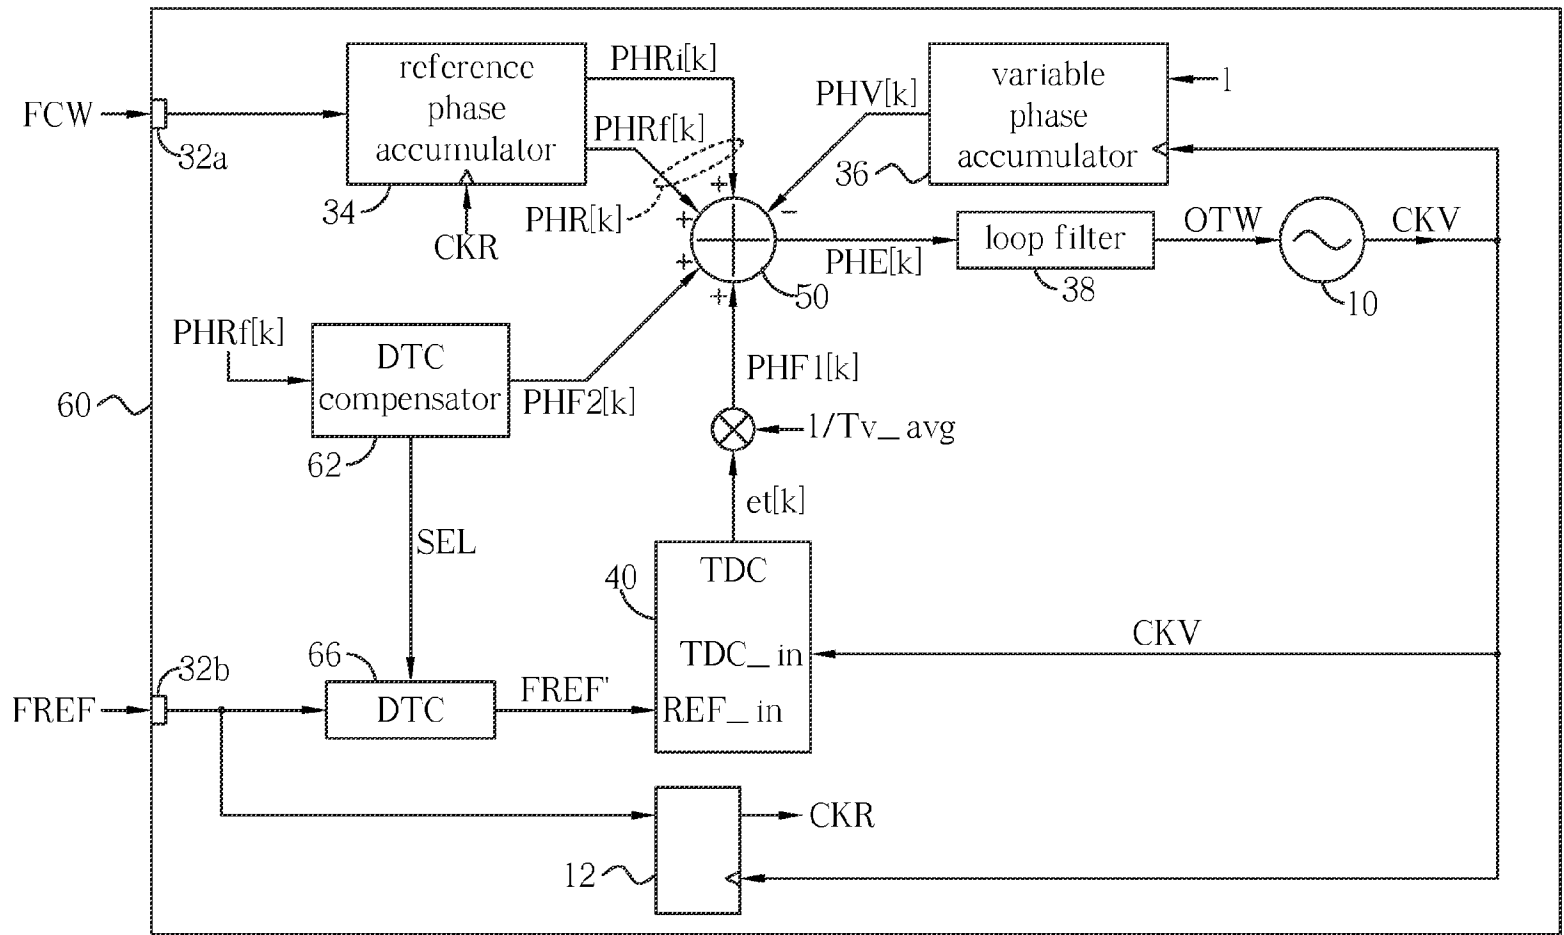 FCW
32a
reference
phase
accumulator
34
CKR
PHRi[k]
PHRf[k]
PHR[k]
PHV[k]
variable
phase
accumulator
1
36
+
+
+
+
−
50
PHE[k]
loop filter
38
OTW
10
CKV
PHRf[k]
DTC
compensator
62
PHF2[k]
PHF1[k]
1/Tv_avg
et[k]
60
SEL
40
TDC
TDC_in
REF_in
CKV
FREF
32b
66
DTC
FREF'
12
CKR